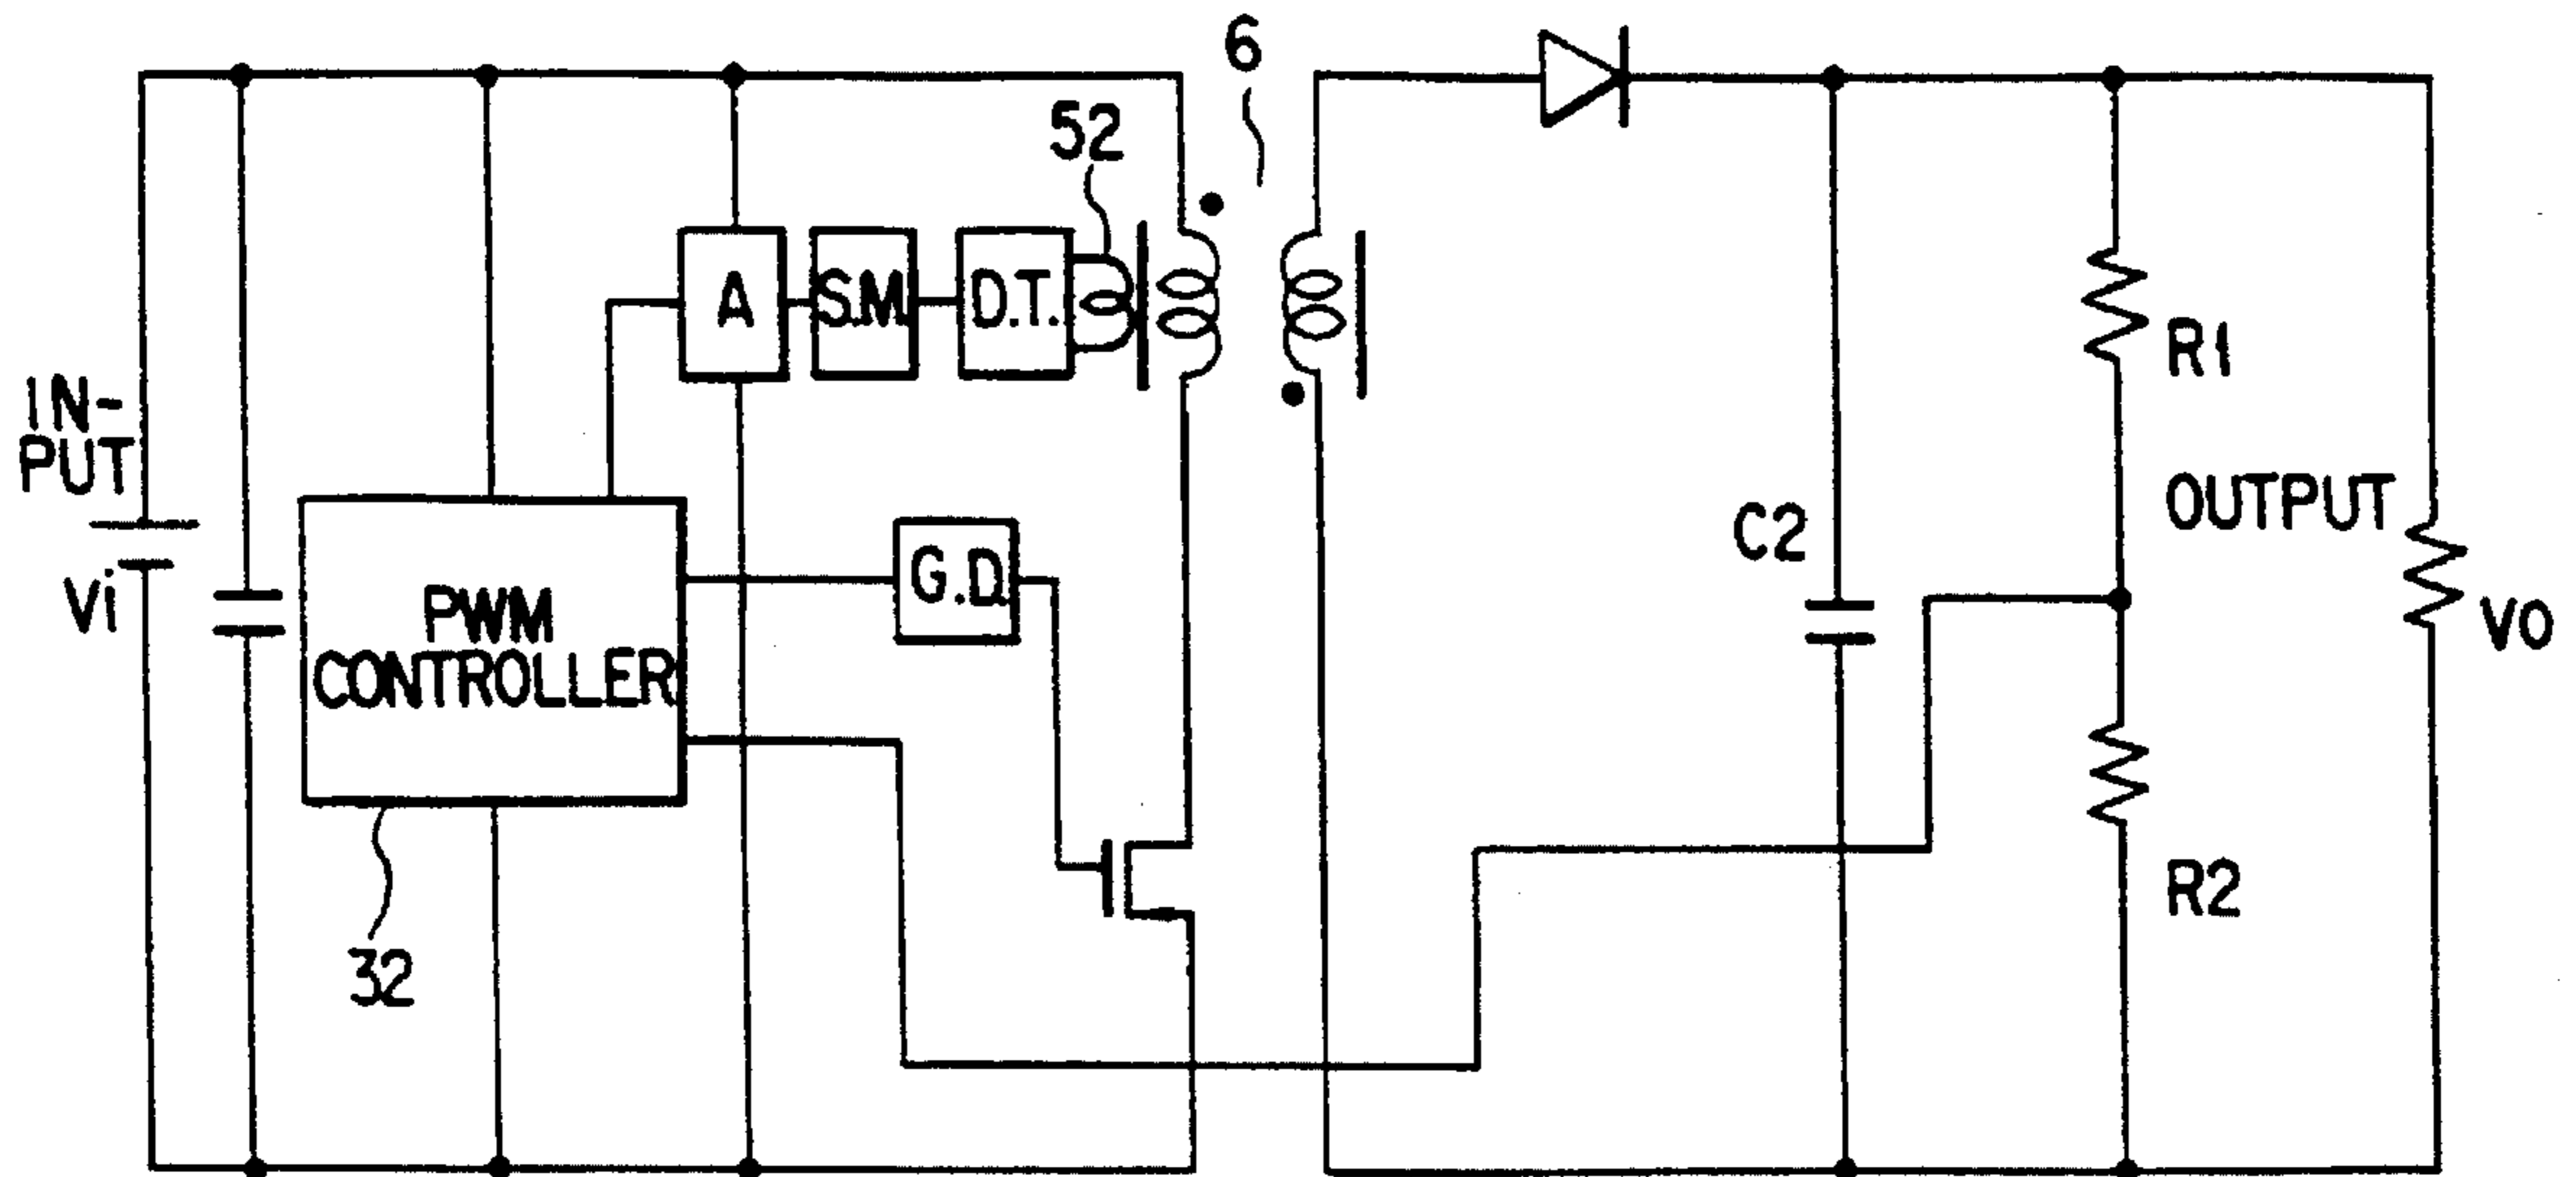 6
52
A
S.M.
D.T.
R1
IN-
PUT
Vi
OUTPUT
C2
G.D.
PWM
CONTROLLER
VO
R2
32